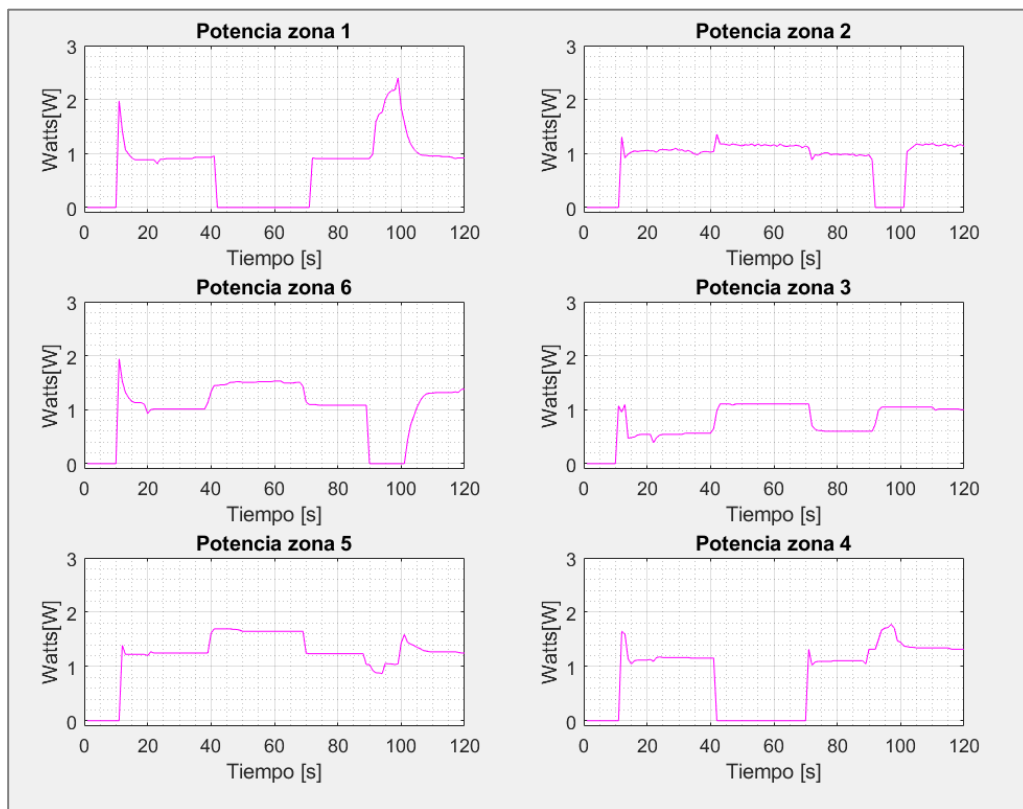 Potencia zona 1
3
2
1
0
Watts[W]
0 20 40 60 80 100 120
Tiempo [s]
Potencia zona 2
3
2
1
0
Watts[W]
0 20 40 60 80 100 120
Tiempo [s]
Potencia zona 6
3
2
1
0
Watts[W]
0 20 40 60 80 100 120
Tiempo [s]
Potencia zona 3
3
2
1
0
Watts[W]
0 20 40 60 80 100 120
Tiempo [s]
Potencia zona 5
3
2
1
0
Watts[W]
0 20 40 60 80 100 120
Tiempo [s]
Potencia zona 4
3
2
1
0
Watts[W]
0 20 40 60 80 100 120
Tiempo [s]